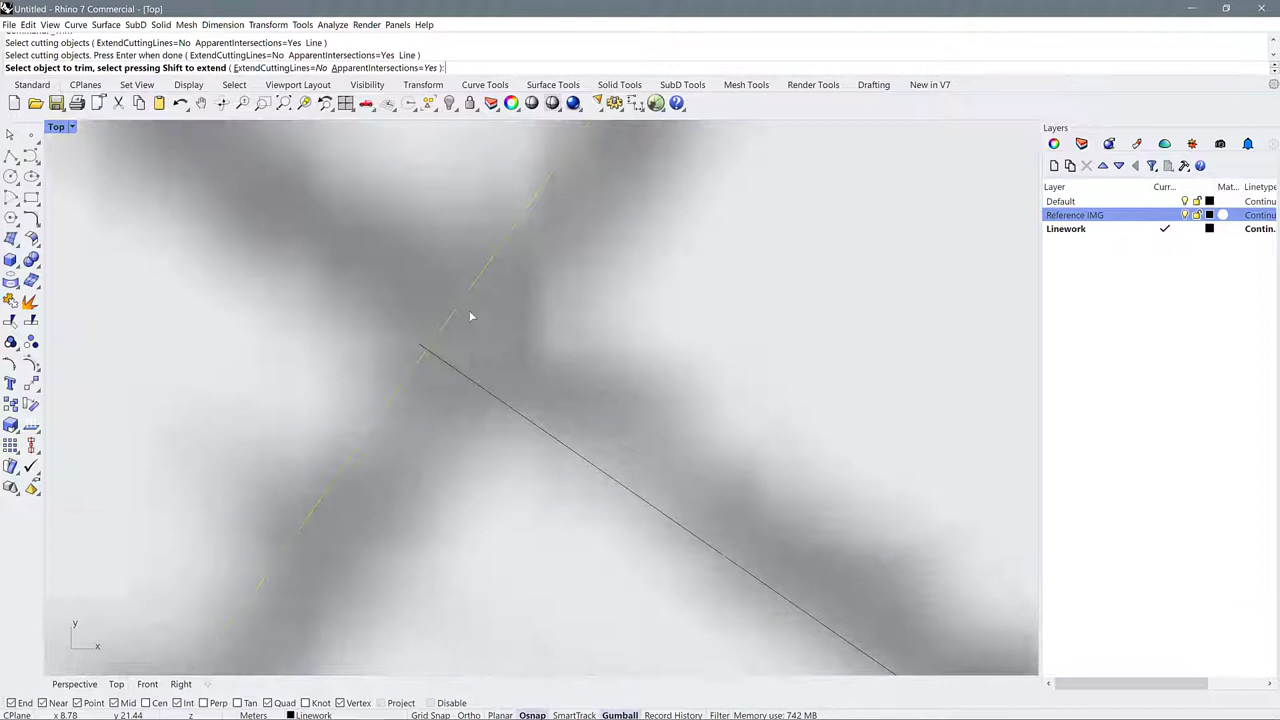 Untitled - Rhino 7 Commercial - [Top]
File Edit View Curve Surface SubD Solid Mesh Dimension Transform Tools Analyze Render Panels Help
Select cutting objects ( ExtendCuttingLines=No ApparentIntersections=Yes Line )
Select cutting objects. Press Enter when done ( ExtendCuttingLines=No ApparentIntersections=Yes Line )
Select object to trim, select pressing Shift to extend ( ExtendCuttingLines=No ApparentIntersections=Yes ):
Standard CPlanes Set View Display Select Viewport Layout Visibility Transform Curve Tools Surface Tools Solid Tools SubD Tools Mesh Tools Render Tools Drafting New in V7
Top
Layers
Layer Curr... Mat... Linetype
Default Continu
Reference IMG Continu
Linework Contin.
y
x
Perspective Top Front Right
End Near Point Mid Cen Int Perp Tan Quad Knot Vertex Project Disable
CPlane x 8.78 y 21.44 z Meters Linework Grid Snap Ortho Planar Osnap SmartTrack Gumball Record History Filter Memory use: 742 MB